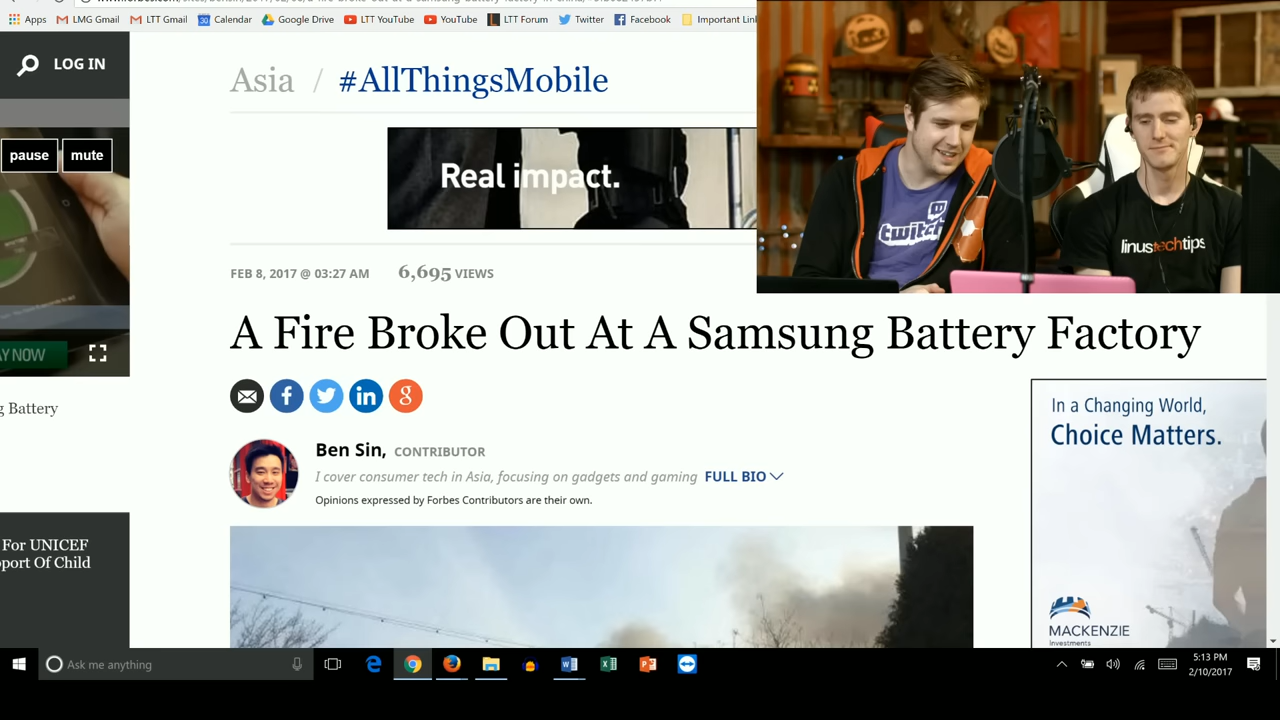 Apps LMG Gmail LTT Gmail Calendar Google Drive LTT YouTube YouTube LTT Forum Twitter Facebook Important Lin
LOG IN
Asia / #AllThingsMobile
pause mute
Real impact.
twitch
linustechtips
FEB 8, 2017 @ 03:27 AM 6,695 VIEWS
A Fire Broke Out At A Samsung Battery Factory
AY NOW
g Battery
In a Changing World,
Choice Matters.
Ben Sin, CONTRIBUTOR
I cover consumer tech in Asia, focusing on gadgets and gaming FULL BIO
Opinions expressed by Forbes Contributors are their own.
For UNICEF
pport Of Child
MACKENZIE
Investments
Ask me anything
5:13 PM
2/10/2017